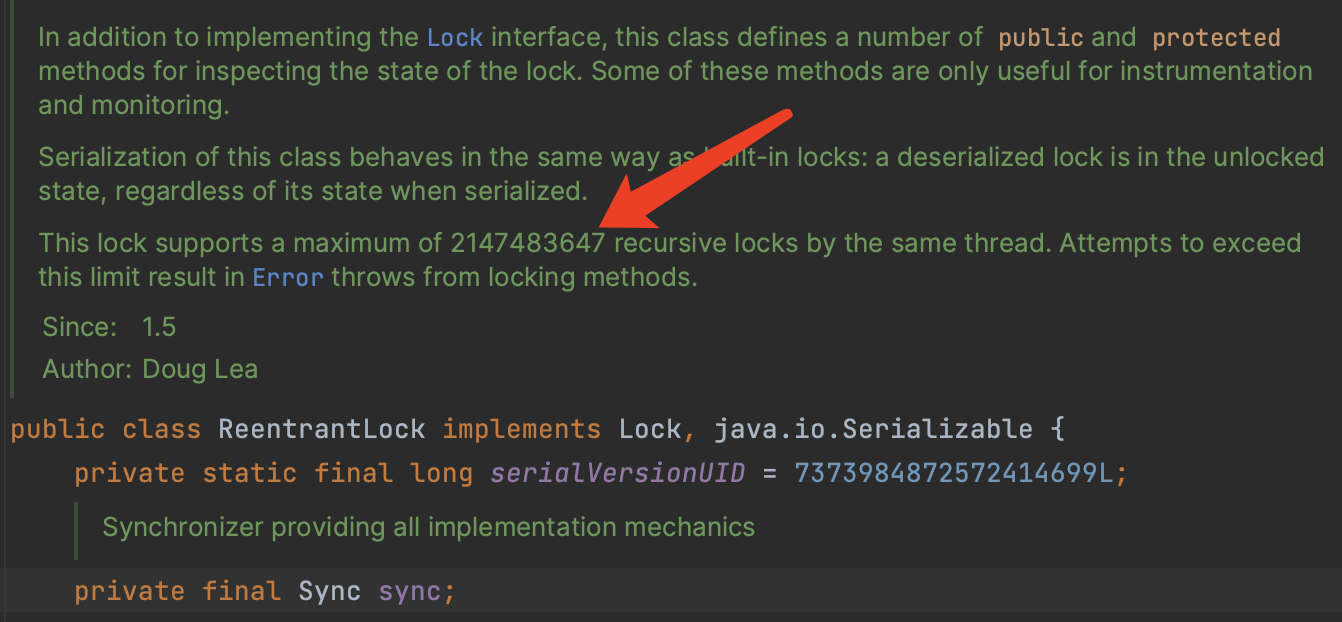 In addition to implementing the Lock interface, this class defines a number of public and protected
methods for inspecting the state of the lock. Some of these methods are only useful for instrumentation
and monitoring.
Serialization of this class behaves in the same way as built-in locks: a deserialized lock is in the unlocked
state, regardless of its state when serialized.
This lock supports a maximum of 2147483647 recursive locks by the same thread. Attempts to exceed
this limit result in Error throws from locking methods.
Since: 1.5
Author: Doug Lea
public class ReentrantLock implements Lock, java.io.Serializable {
private static final long serialVersionUID = 7373984872572414699L;
Synchronizer providing all implementation mechanics
private final Sync sync;